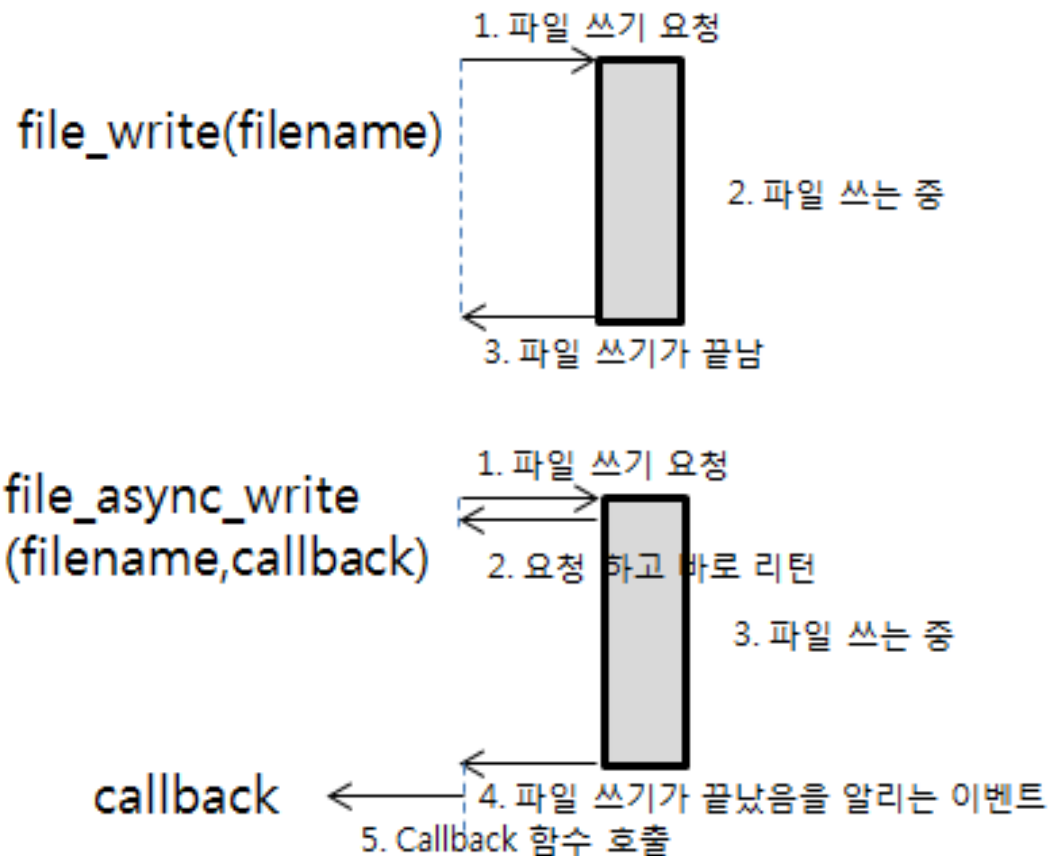 1. 파일 쓰기 요청
file_write(filename)
2. 파일 쓰는 중
3. 파일 쓰기가 끝남
1. 파일 쓰기 요청
file_async_write
(filename,callback)
2. 요청 하고 바로 리턴
3. 파일 쓰는 중
callback
4. 파일 쓰기가 끝났음을 알리는 이벤트
5. Callback 함수 호출